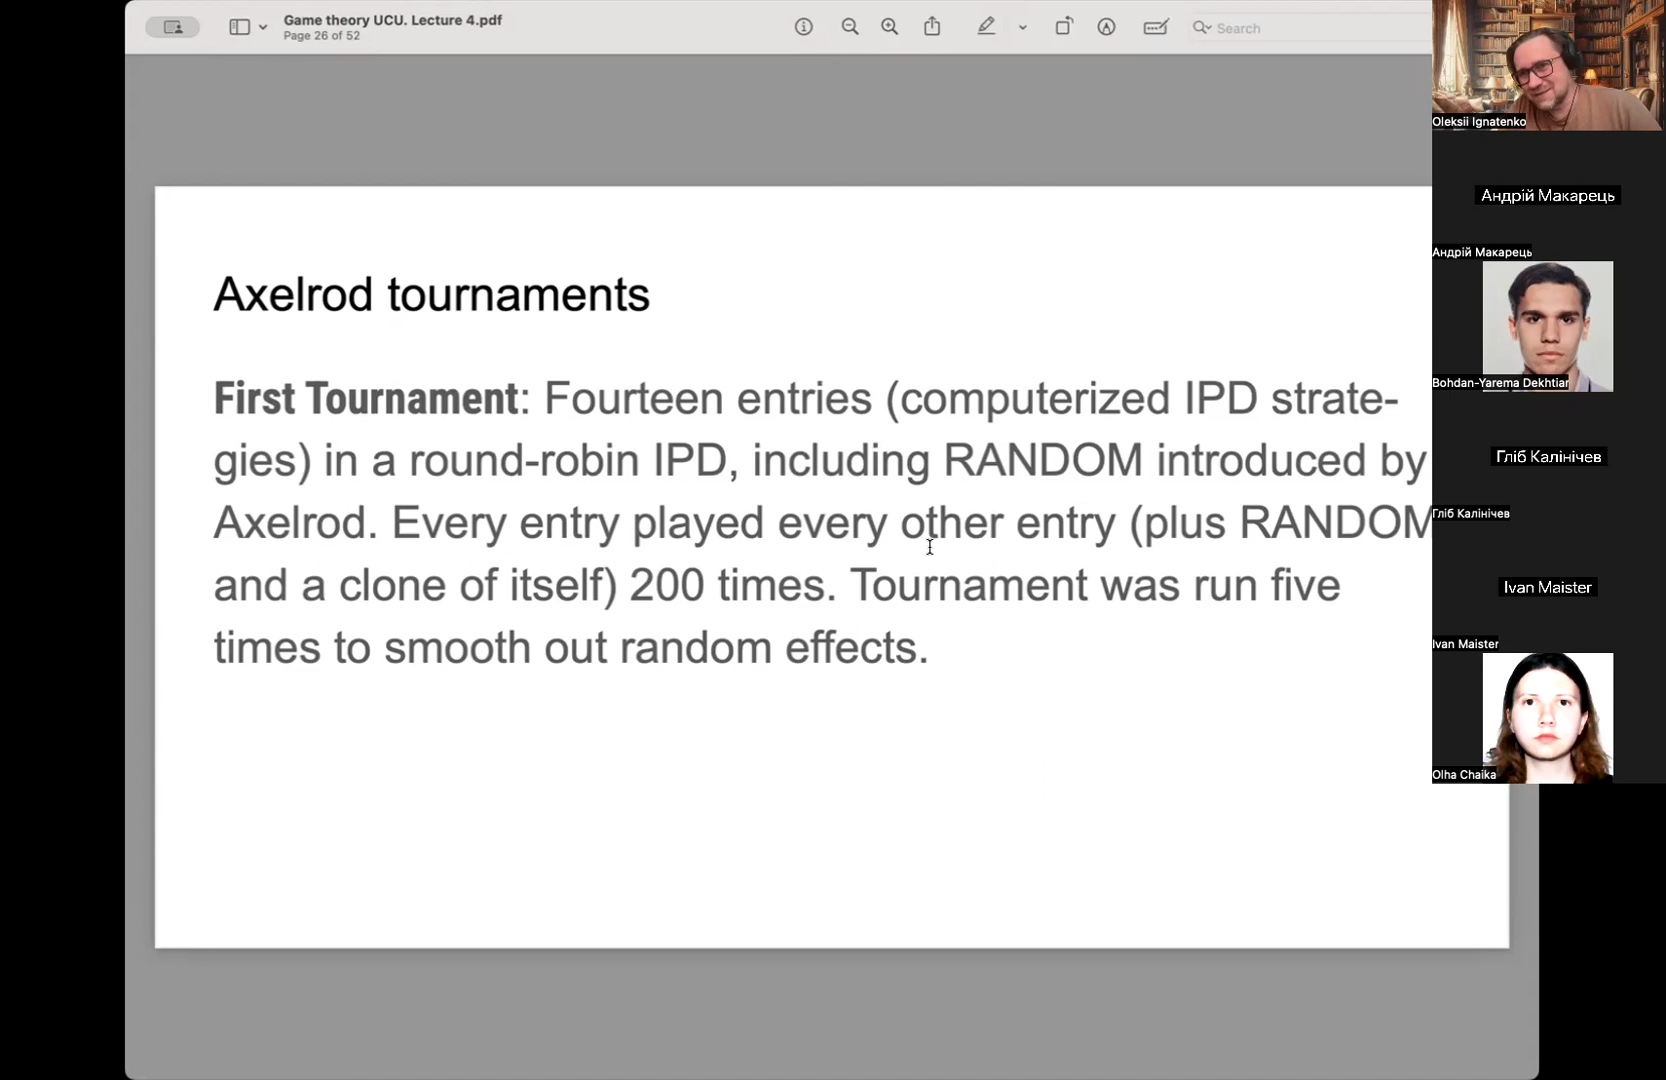 Game theory UCU. Lecture 4.pdf
Page 26 of 52
Search
Axelrod tournaments
First Tournament: Fourteen entries (computerized IPD strate-
gies) in a round-robin IPD, including RANDOM introduced by
Axelrod. Every entry played every other entry (plus RANDOM
and a clone of itself) 200 times. Tournament was run five
times to smooth out random effects.
Oleksii Ignatenko
Андрій Макарець
Андрій Макарець
Bohdan-Yarema Dekhtiar
Гліб Калінічев
Гліб Калінічев
Ivan Maister
Ivan Maister
Olha Chaika